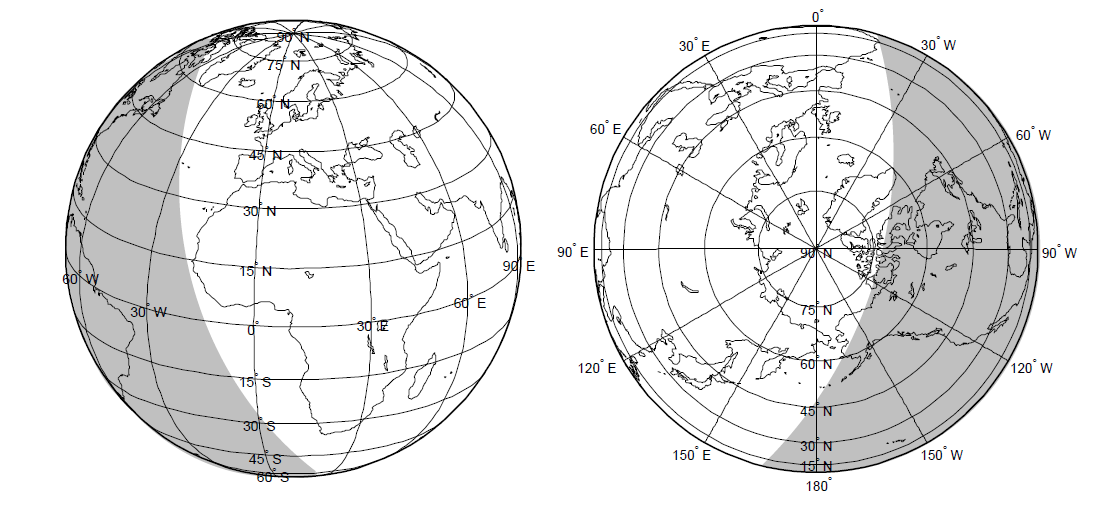 90° N
75° N
60° N
45° N
30° N
15° N
0°
15° S
30° S
45° S
60° S
60° W
30° W
30° E
60° E
90° E
0°
30° E
30° W
60° E
60° W
90° E
90° N
90° W
75° N
120° E
60° N
120° W
45° N
150° E
30° N
150° W
15° N
180°